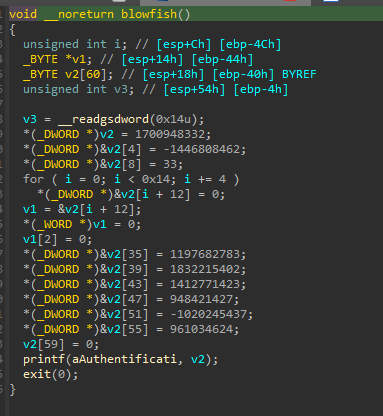 void __noreturn blowfish()
{
unsigned int i; // [esp+Ch] [ebp-4Ch]
_BYTE *v1; // [esp+14h] [ebp-44h]
_BYTE v2[60]; // [esp+18h] [ebp-40h] BYREF
unsigned int v3; // [esp+54h] [ebp-4h]
v3 = __readgsdword(0x14u);
*(_DWORD *)v2 = 1700948332;
*(_DWORD *)&v2[4] = -1446808462;
*(_DWORD *)&v2[8] = 33;
for ( i = 0; i < 0x14; i += 4 )
*(_DWORD *)&v2[i + 12] = 0;
v1 = &v2[i + 12];
*(_WORD *)v1 = 0;
v1[2] = 0;
*(_DWORD *)&v2[35] = 1197682783;
*(_DWORD *)&v2[39] = 1832215402;
*(_DWORD *)&v2[43] = 1412771423;
*(_DWORD *)&v2[47] = 948421427;
*(_DWORD *)&v2[51] = -1020245437;
*(_DWORD *)&v2[55] = 961034624;
v2[59] = 0;
printf(aAuthentificati, v2);
exit(0);
}